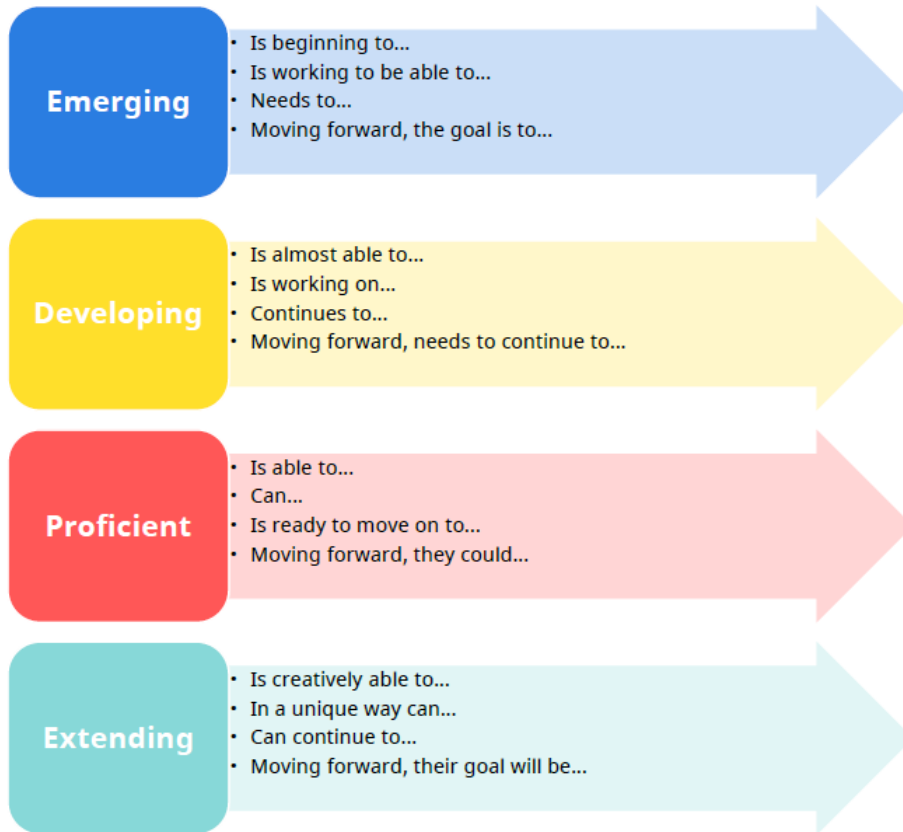 Emerging
• Is beginning to...
• Is working to be able to...
• Needs to...
• Moving forward, the goal is to...
Developing
• Is almost able to...
• Is working on...
• Continues to...
• Moving forward, needs to continue to...
Proficient
• Is able to...
• Can...
• Is ready to move on to...
• Moving forward, they could...
Extending
• Is creatively able to...
• In a unique way can...
• Can continue to...
• Moving forward, their goal will be...